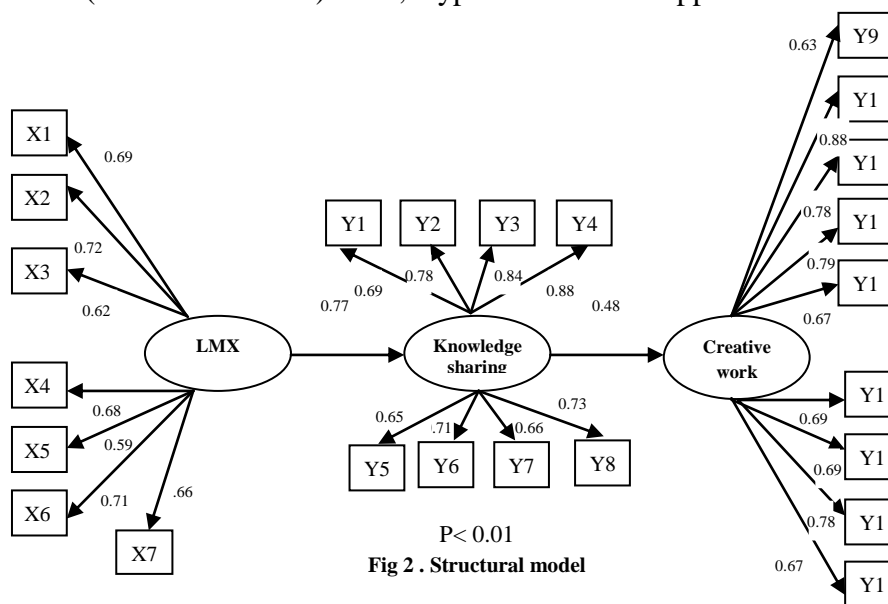 0.63
Y9
X1
0.69
Y1
0.88
X2
Y1
0.72
Y1
Y2
Y3
Y4
0.78
Y1
X3
0.69
0.78
0.84
0.88
0.79
Y1
0.62
0.77
0.48
0.67
LMX
Knowledge
sharing
Creative
work
X4
0.68
Y1
0.69
X5
0.59
0.65
.71
0.66
0.73
Y1
0.69
X6
0.71
.66
Y5
Y6
Y7
Y8
Y1
0.78
X7
P< 0.01
Fig 2 . Structural model
0.67
Y1